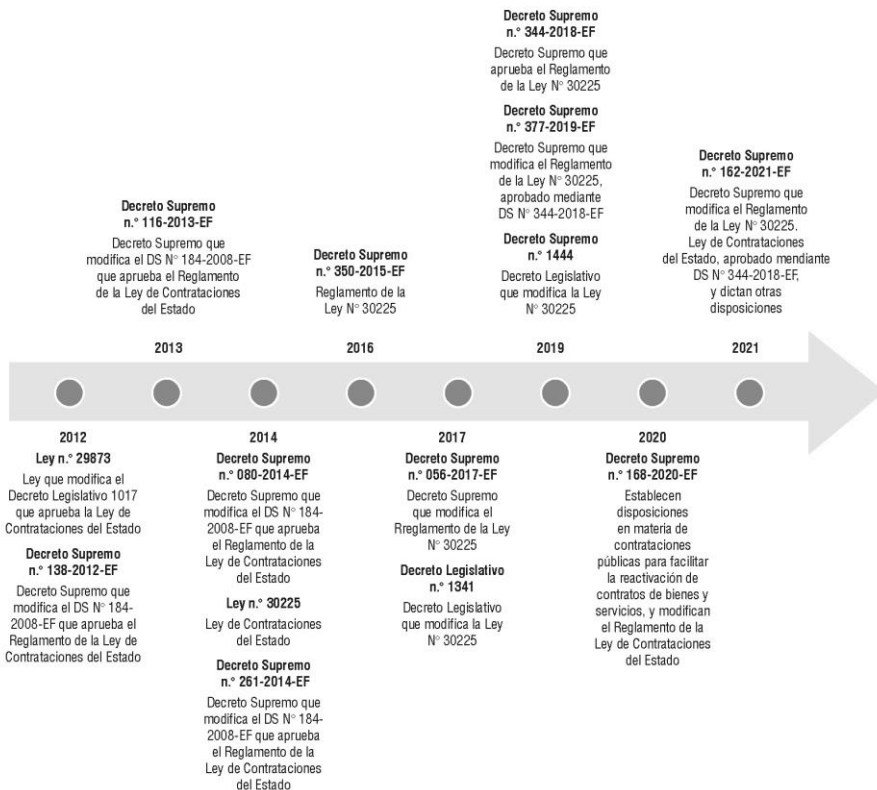 Decreto Supremo
n.° 344-2018-EF
Decreto Supremo que
aprueba el Reglamento
de la Ley N° 30225
Decreto Supremo
n.° 377-2019-EF
Decreto Supremo que
modifica el Reglamento
de la Ley N° 30225,
aprobado mediante
DS N° 344-2018-EF
Decreto Supremo
n.° 1444
Decreto Legislativo
que modifica la Ley
N° 30225
Decreto Supremo
n.° 162-2021-EF
Decreto Supremo que
modifica el Reglamento
de la Ley N° 30225.
Ley de Contrataciones
del Estado, aprobado mendiante
DS N° 344-2018-EF,
y dictan otras
disposiciones
Decreto Supremo
n.° 116-2013-EF
Decreto Supremo que
modifica el DS N° 184-2008-EF
que aprueba el Reglamento
de la Ley de Contrataciones
del Estado
Decreto Supremo
n.° 350-2015-EF
Reglamento de la
Ley N° 30225
2013
2016
2019
2021
2012
Ley n.° 29873
Ley que modifica el
Decreto Legislativo 1017
que aprueba la Ley de
Contrataciones del Estado
Decreto Supremo
n.° 138-2012-EF
Decreto Supremo que
modifica el DS N° 184-
2008-EF que aprueba el
Reglamento de la Ley de
Contrataciones del Estado
2014
Decreto Supremo
n.° 080-2014-EF
Decreto Supremo que
modifica el DS N° 184-
2008-EF que aprueba
el Reglamento de la
Ley de Contrataciones
del Estado
Ley n.° 30225
Ley de Contrataciones
del Estado
Decreto Supremo
n.° 261-2014-EF
Decreto Supremo que
modifica el DS N° 184-
2008-EF que aprueba
el Reglamento de la
Ley de Contrataciones
del Estado
2017
Decreto Supremo
n.° 056-2017-EF
Decreto Supremo
que modifica el
Rreglamento de la Ley
N° 30225
Decreto Legislativo
n.° 1341
Decreto Legislativo
que modifica la Ley
N° 30225
2020
Decreto Supremo
n.° 168-2020-EF
Establecen
disposiciones
en materia de
contrataciones
públicas para facilitar
la reactivación de
contratos de bienes y
servicios, y modifican
el Reglamento de la
Ley de Contrataciones
del Estado